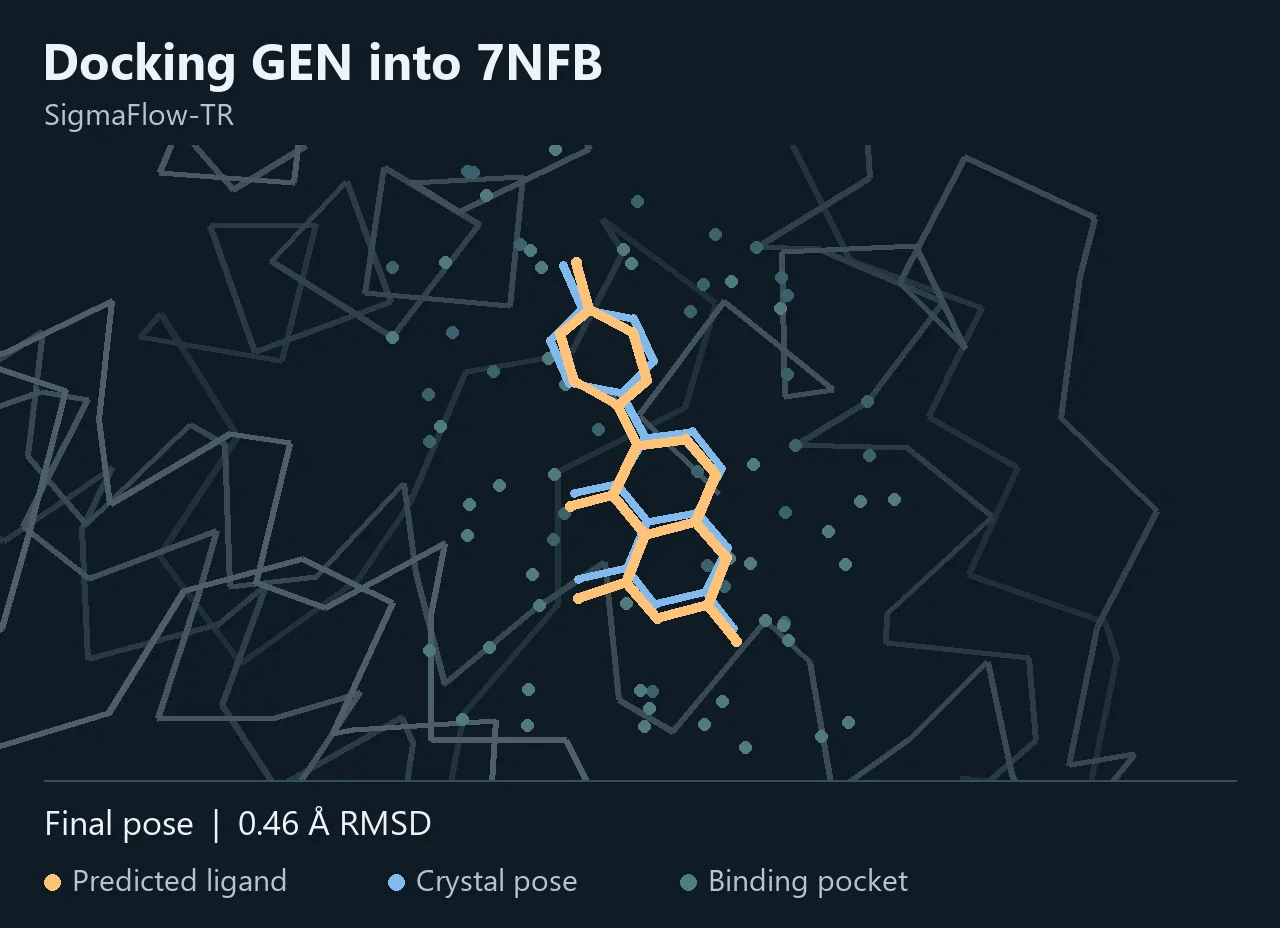 Docking GEN into 7NFB
SigmaFlow-TR
Final pose | 0.46 Å RMSD
Predicted ligand
Crystal pose
Binding pocket